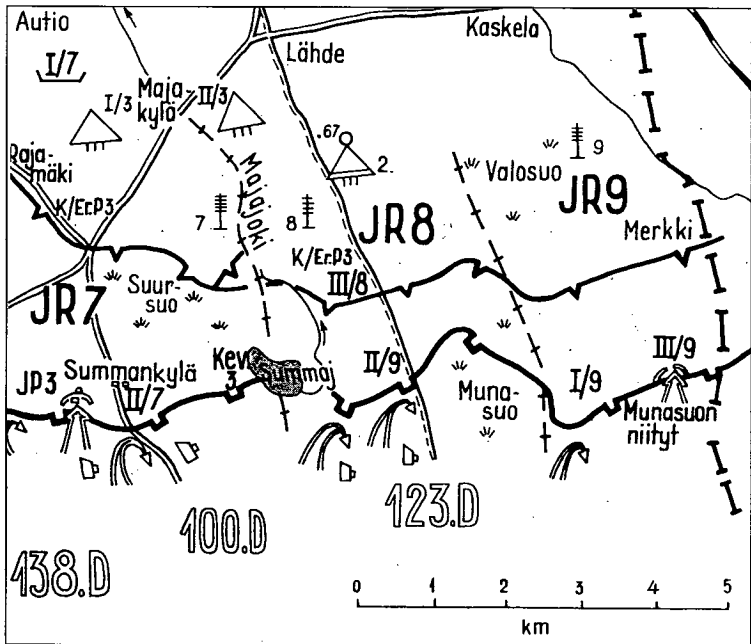 Autio
Kaskela
I/7
Lähde
I/3
Maja-
kylä
II/3
.67
2.
Raja-
mäki
Majajoki
Valosuo
9
K/Er.P3
7
8
JR8
JR9
Merkki
K/Er.P3
III/8
JR7
Suur-
suo
JP3
Summankylä
II/7
Kev
3
Summaj
II/9
Muna-
suo
I/9
III/9
Munasuon
niityt
138.D
100.D
123.D
0 1 2 3 4 5
km